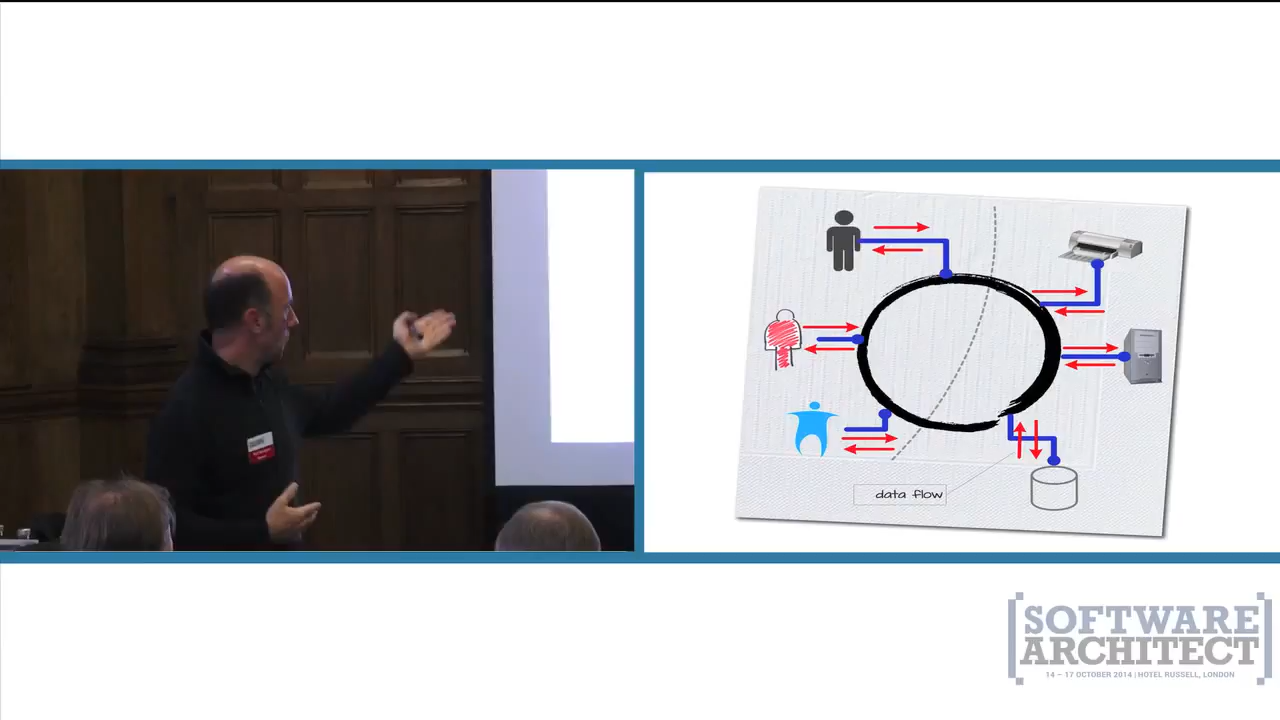 data flow
[SOFTWARE
ARCHITECT]
14 – 17 OCTOBER 2014 | HOTEL RUSSELL, LONDON